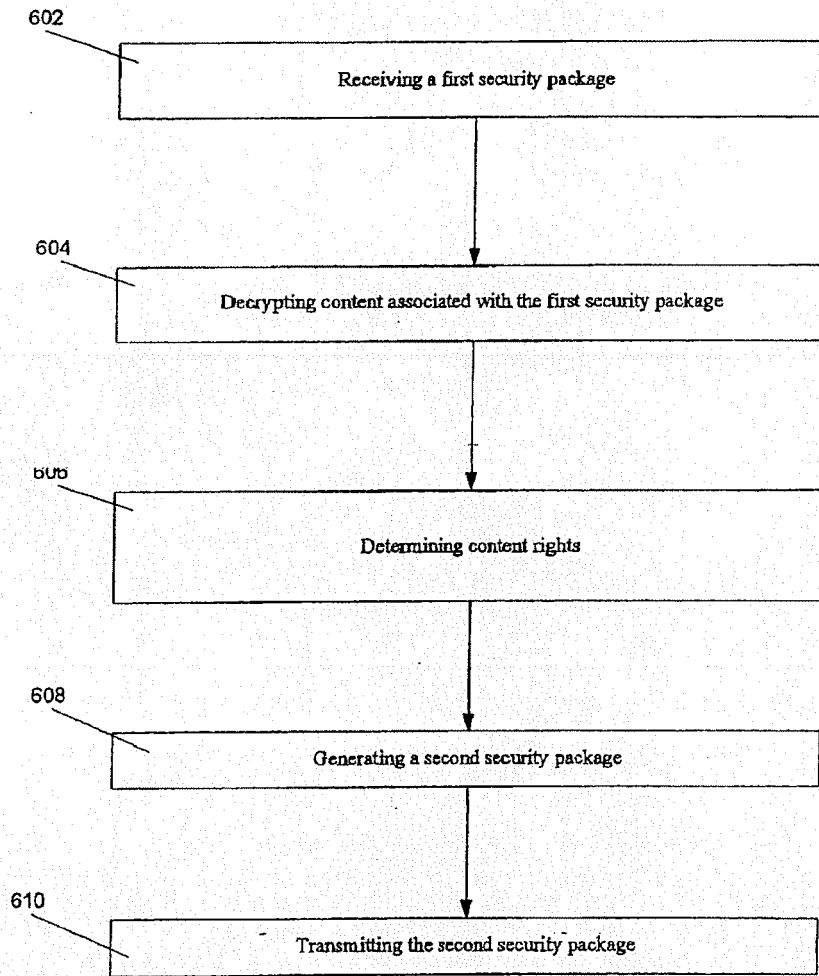 602
Receiving a first security package
604
Decrypting content associated with the first security package
606
Determining content rights
608
Generating a second security package
610
Transmitting the second security package